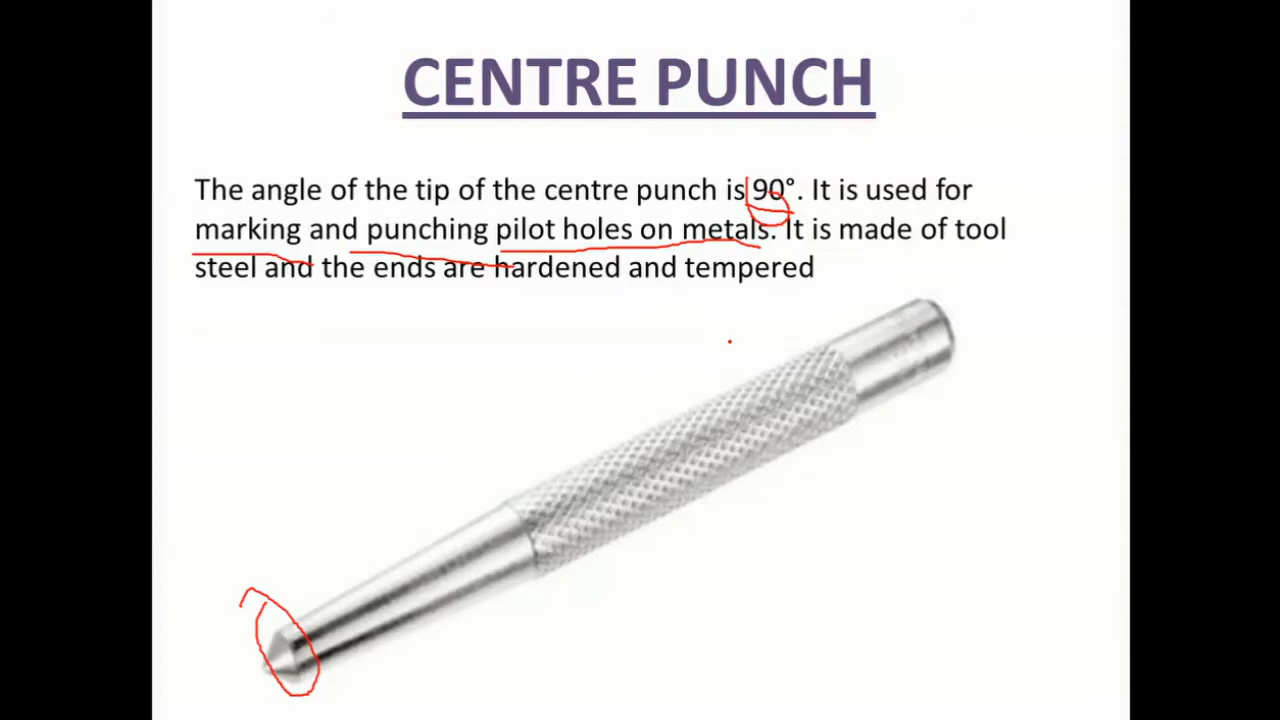 CENTRE PUNCH
The angle of the tip of the centre punch is 90°. It is used for
marking and punching pilot holes on metals. It is made of tool
steel and the ends are hardened and tempered